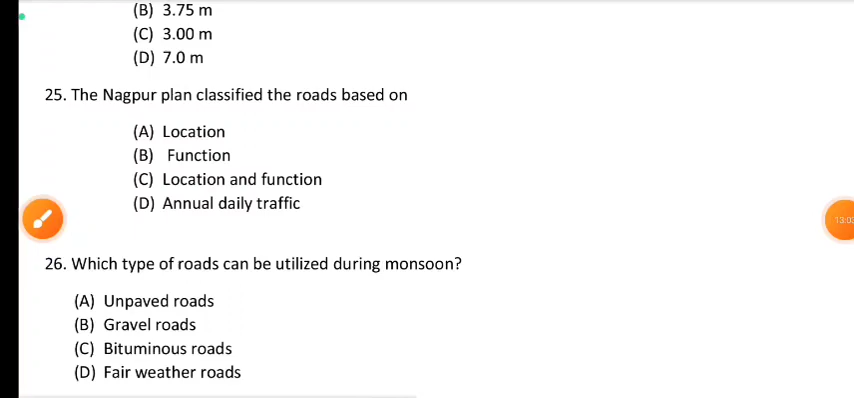 (B) 3.75 m
(C) 3.00 m
(D) 7.0 m
25. The Nagpur plan classified the roads based on
(A) Location
(B) Function
(C) Location and function
(D) Annual daily traffic
26. Which type of roads can be utilized during monsoon?
(A) Unpaved roads
(B) Gravel roads
(C) Bituminous roads
(D) Fair weather roads